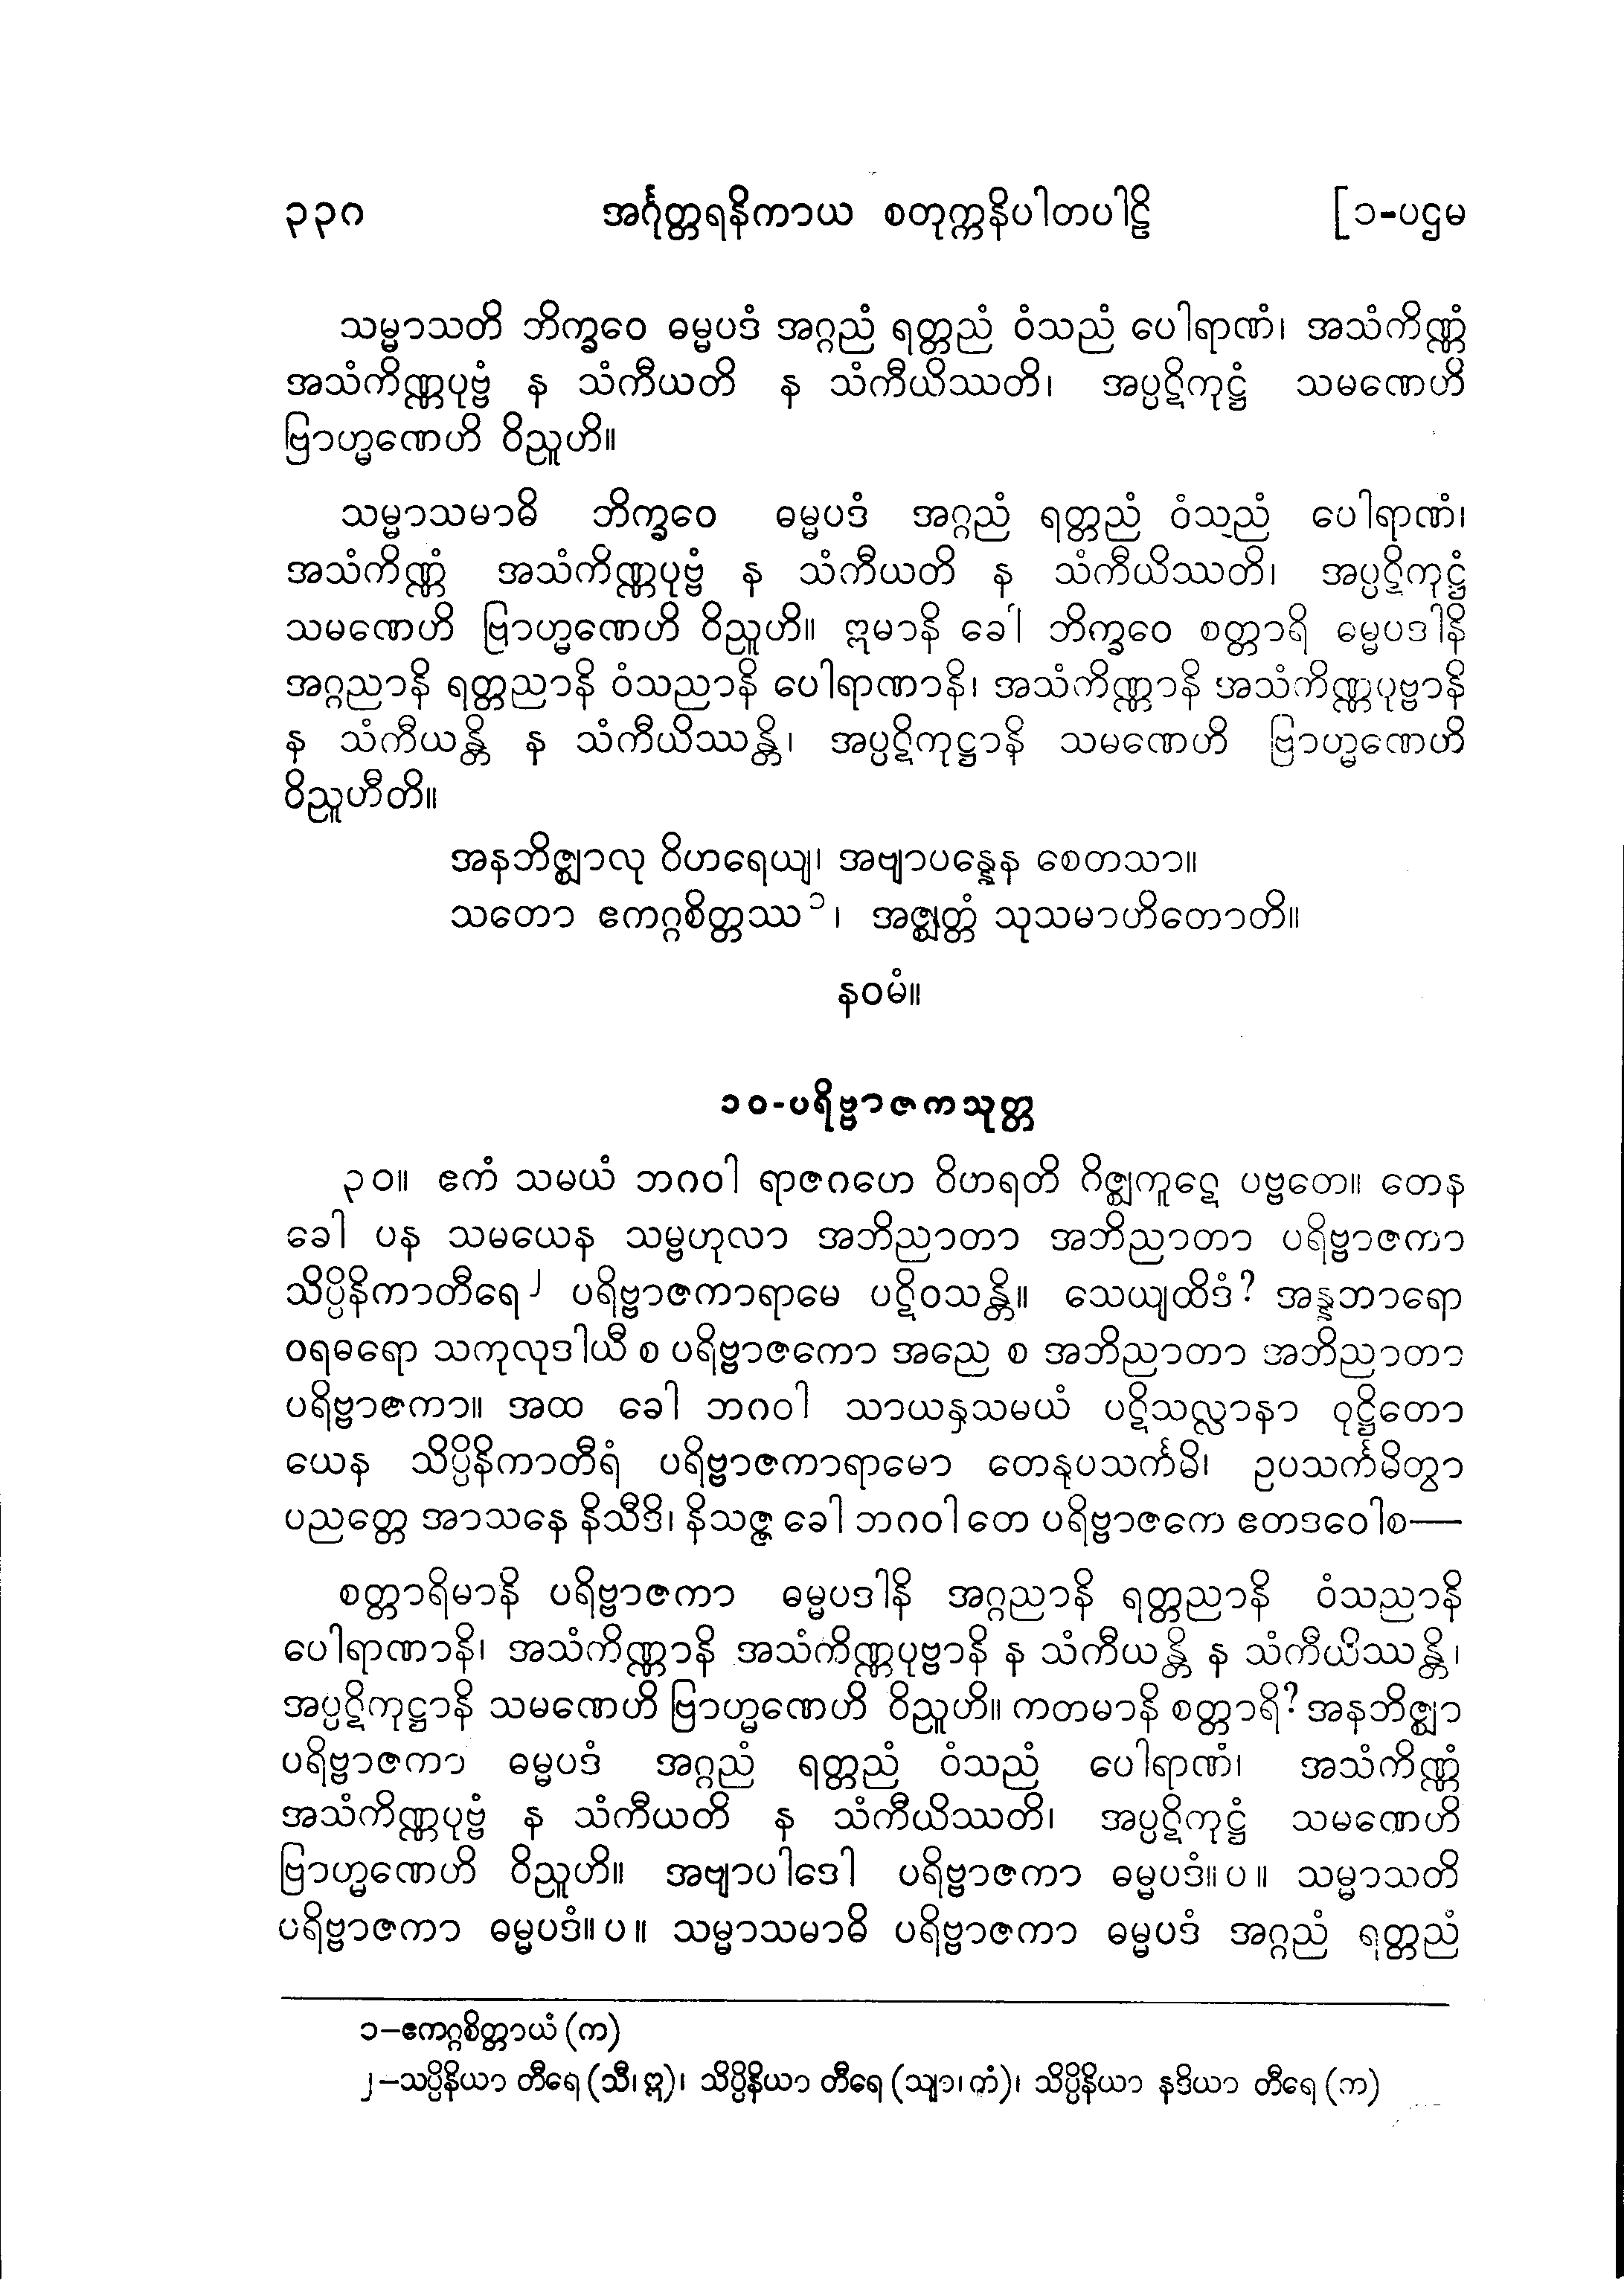 ၃၃၈ အင်္ဂုတ္တရနိကာယ စတုက္ကနိပါတပါဠိ [၁-ပဌမ
သမ္မာသတိ ဘိက္ခဝေ ဓမ္မပဒံ အဂ္ဂညံ ရတ္တညံ ဝံသညံ ပေါရာဏံ၊ အသံကိဏ္ဏံ
အသံကိဏ္ဏပုဗ္ဗံ န သံကီယတိ န သံကီယိဿတိ၊ အပ္ပဋိကုဋ္ဌံ သမဏေဟိ
ဗြာဟ္မဏေဟိ ဝိညူဟိ။
သမ္မာသမာဓိ ဘိက္ခဝေ ဓမ္မပဒံ အဂ္ဂညံ ရတ္တညံ ဝံသညံ ပေါရာဏံ၊
အသံကိဏ္ဏံ အသံကိဏ္ဏပုဗ္ဗံ န သံကီယတိ န သံကီယိဿတိ၊ အပ္ပဋိကုဋ္ဌံ
သမဏေဟိ ဗြာဟ္မဏေဟိ ဝိညူဟိ။ ဣမာနိ ခေါ ဘိက္ခဝေ စတ္တာရိ ဓမ္မပဒါနိ
အဂ္ဂညာနိ ရတ္တညာနိ ဝံသညာနိ ပေါရာဏာနိ၊ အသံကိဏ္ဏာနိ အသံကိဏ္ဏပုဗ္ဗာနိ
န သံကီယန္တိ န သံကီယိဿန္တိ၊ အပ္ပဋိကုဋ္ဌာနိ သမဏေဟိ ဗြာဟ္မဏေဟိ
ဝိညူဟီတိ။
အနဘိဇ္ဈာလု ဝိဟရေယျ၊ အဗျာပန္နေန စေတသာ။
သတော ဧကဂ္ဂစိတ္တဿ၁၊ အဇ္ဈတ္တံ သုသမာဟိတောတိ။
နဝမံ။
၁၀-ပရိဗ္ဗာဇကသုတ္တ
၃၀။ ဧကံ သမယံ ဘဂဝါ ရာဇဂဟေ ဝိဟရတိ ဂိဇ္ဈကူဋေ ပဗ္ဗတေ။ တေန
ခေါ ပန သမယေန သမ္ဗဟုလာ အဘိညာတာ အဘိညာတာ ပရိဗ္ဗာဇကာ
သိပ္ပိနိကာတီရေ၂ ပရိဗ္ဗာဇကာရာမေ ပဋိဝသန္တိ။ သေယျထိဒံ? အန္နဘာရော
ဝရဓရော သကုလုဒါယီ စ ပရိဗ္ဗာဇကော အညေ စ အဘိညာတာ အဘိညာတာ
ပရိဗ္ဗာဇကာ။ အထ ခေါ ဘဂဝါ သာယနှသမယံ ပဋိသလ္လာနာ ဝုဋ္ဌိတော
ယေန သိပ္ပိနိကာတီရံ ပရိဗ္ဗာဇကာရာမော တေနုပသင်္ကမိ၊ ဥပသင်္ကမိတွာ
ပညတ္တေ အာသနေ နိသီဒိ၊ နိသဇ္ဇ ခေါ ဘဂဝါ တေ ပရိဗ္ဗာဇကေ ဧတဒဝေါစ—
စတ္တာရိမာနိ ပရိဗ္ဗာဇကာ ဓမ္မပဒါနိ အဂ္ဂညာနိ ရတ္တညာနိ ဝံသညာနိ
ပေါရာဏာနိ၊ အသံကိဏ္ဏာနိ အသံကိဏ္ဏပုဗ္ဗာနိ န သံကီယန္တိ န သံကီယိဿန္တိ၊
အပ္ပဋိကုဋ္ဌာနိ သမဏေဟိ ဗြာဟ္မဏေဟိ ဝိညူဟိ။ ကတမာနိ စတ္တာရိ? အနဘိဇ္ဈာ
ပရိဗ္ဗာဇကာ ဓမ္မပဒံ အဂ္ဂညံ ရတ္တညံ ဝံသညံ ပေါရာဏံ၊ အသံကိဏ္ဏံ
အသံကိဏ္ဏပုဗ္ဗံ န သံကီယတိ န သံကီယိဿတိ၊ အပ္ပဋိကုဋ္ဌံ သမဏေဟိ
ဗြာဟ္မဏေဟိ ဝိညူဟိ။ အဗျာပါဒေါ ပရိဗ္ဗာဇကာ ဓမ္မပဒံ။ပ။ သမ္မာသတိ
ပရိဗ္ဗာဇကာ ဓမ္မပဒံ။ပ။ သမ္မာသမာဓိ ပရိဗ္ဗာဇကာ ဓမ္မပဒံ အဂ္ဂညံ ရတ္တညံ
၁—ဧကဂ္ဂစိတ္တာယံ (က)
၂—သပ္ပိနိယာ တီရေ (သီ၊ ဣ)၊ သိပ္ပိနိယာ တီရေ (သျာ၊ ကံ)၊ သိပ္ပိနိယာ နဒိယာ တီရေ (က)